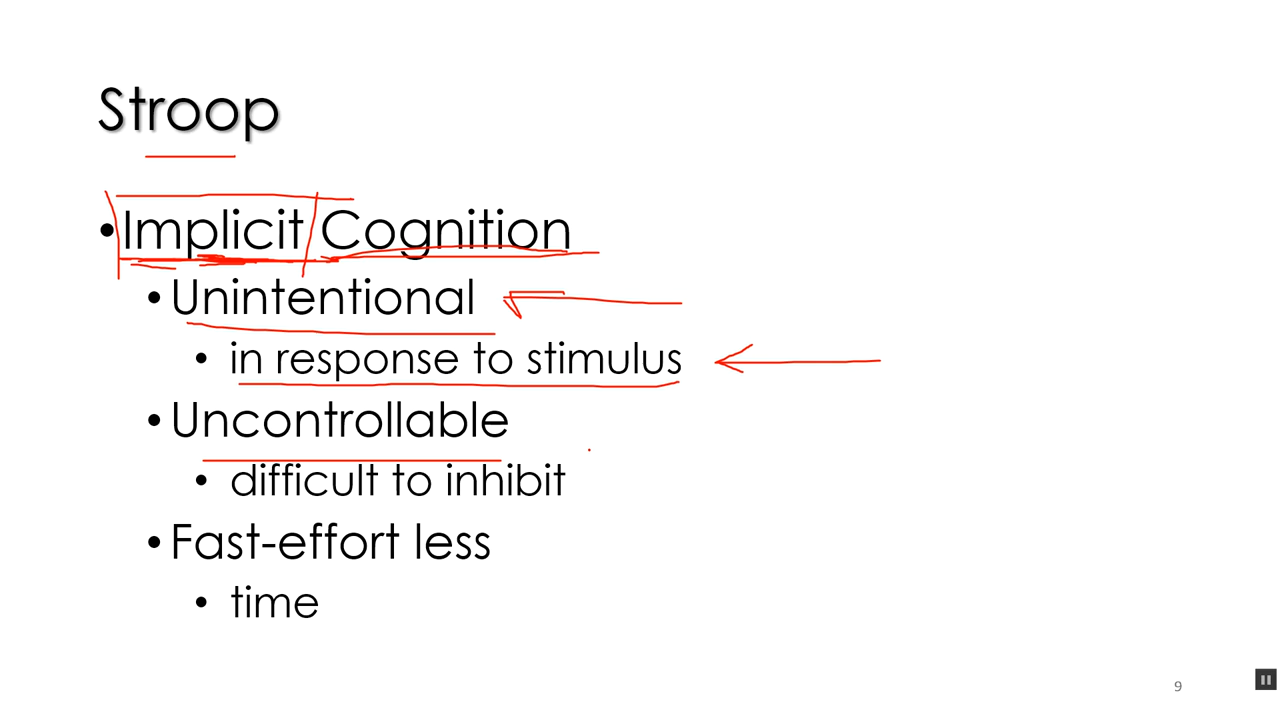 Stroop
• Implicit Cognition
• Unintentional
• in response to stimulus
• Uncontrollable
• difficult to inhibit
• Fast-effort less
• time
9